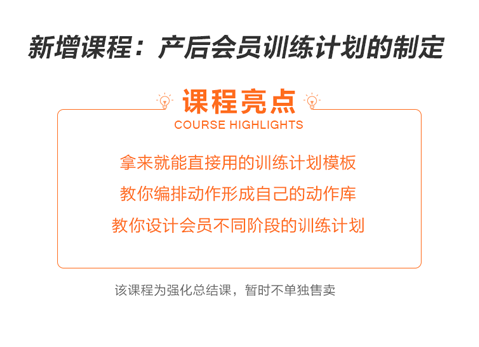 新增课程：产后会员训练计划的制定
课程亮点
COURSE HIGHLIGHTS
拿来就能直接用的训练计划模板
教你编排动作形成自己的动作库
教你设计会员不同阶段的训练计划
该课程为强化总结课，暂时不单独售卖